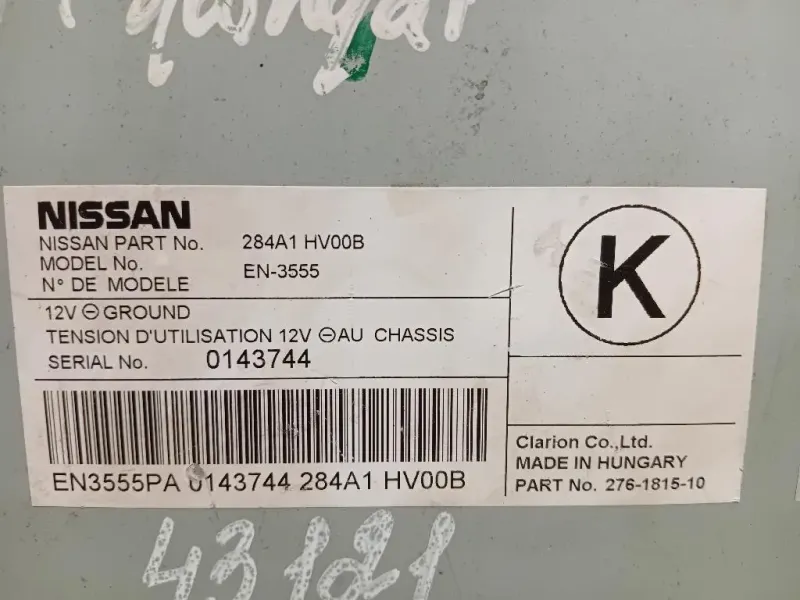 qashqai
NISSAN
NISSAN PART No. 284A1 HV00B
MODEL No.
N° DE MODELE EN-3555
12V ⊖ GROUND
TENSION D'UTILISATION 12V ⊖ AU CHASSIS
SERIAL No. 0143744
EN3555PA 0143744 284A1 HV00B
K
Clarion Co.,Ltd.
MADE IN HUNGARY
PART No. 276-1815-10
43121